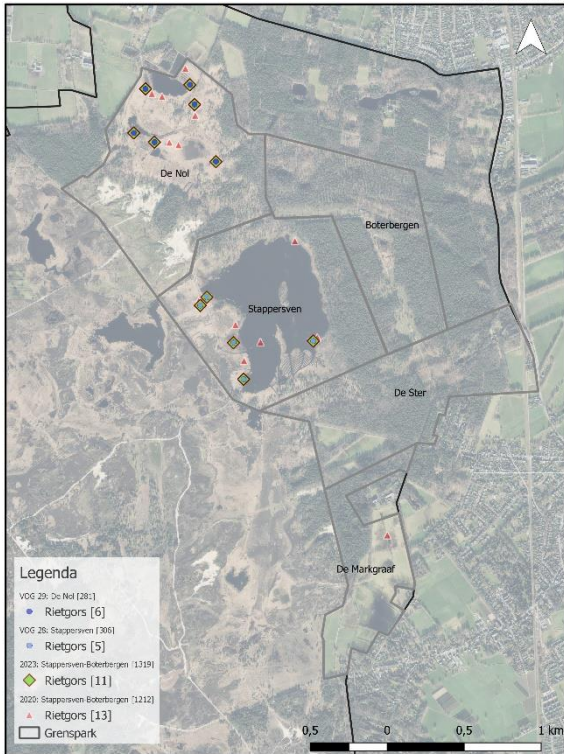 De Nol
Boterbergen
Stappersven
De Ster
De Markgraaf
Legenda
VOG 29: De Nol [281]
Rietgors [6]
VOG 28: Stappersven [306]
Rietgors [5]
2023: Stappersven-Boterbergen [1319]
Rietgors [11]
2020: Stappersven-Boterbergen [1212]
Rietgors [13]
Grenspark
0,5 0 0,5 1 km